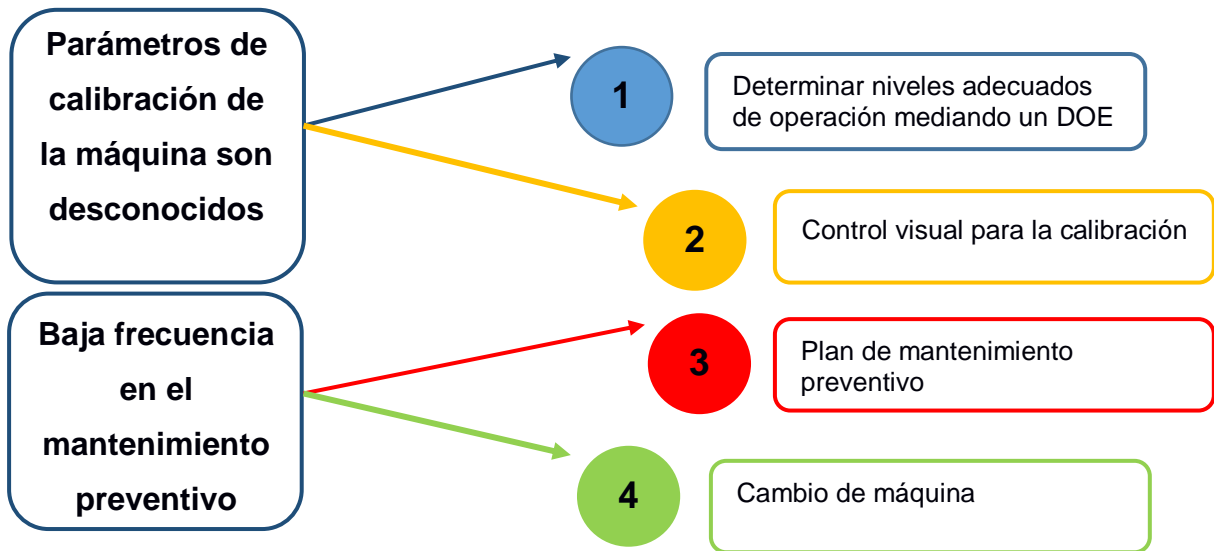 Parámetros de
calibración de
la máquina son
desconocidos
1
Determinar niveles adecuados
de operación mediando un DOE
2
Control visual para la calibración
Baja frecuencia
en el
mantenimiento
preventivo
3
Plan de mantenimiento
preventivo
4
Cambio de máquina